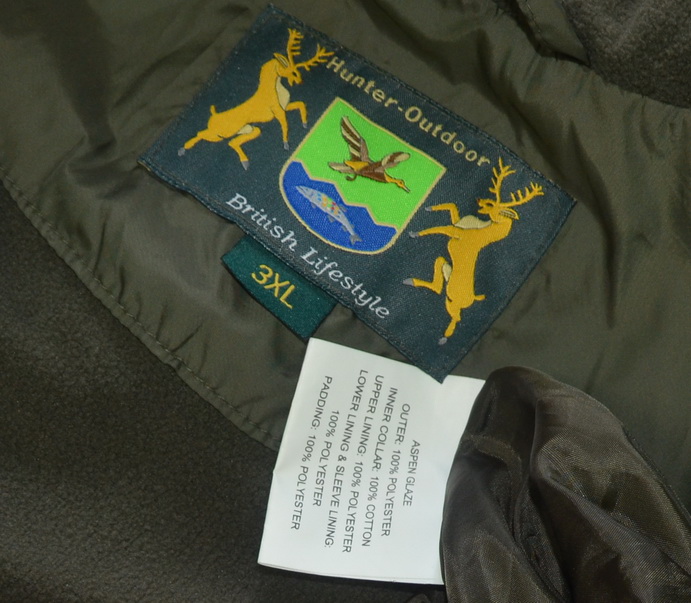 Hunter-Outdoor
British Lifestyle
3XL
ASPEN GLAZE
OUTER: 100% POLYESTER
INNER COLLAR: 100% COTTON
UPPER LINING: 100% POLYESTER
LOWER LINING & SLEEVE LINING:
100% POLYESTER
PADDING: 100% POLYESTER